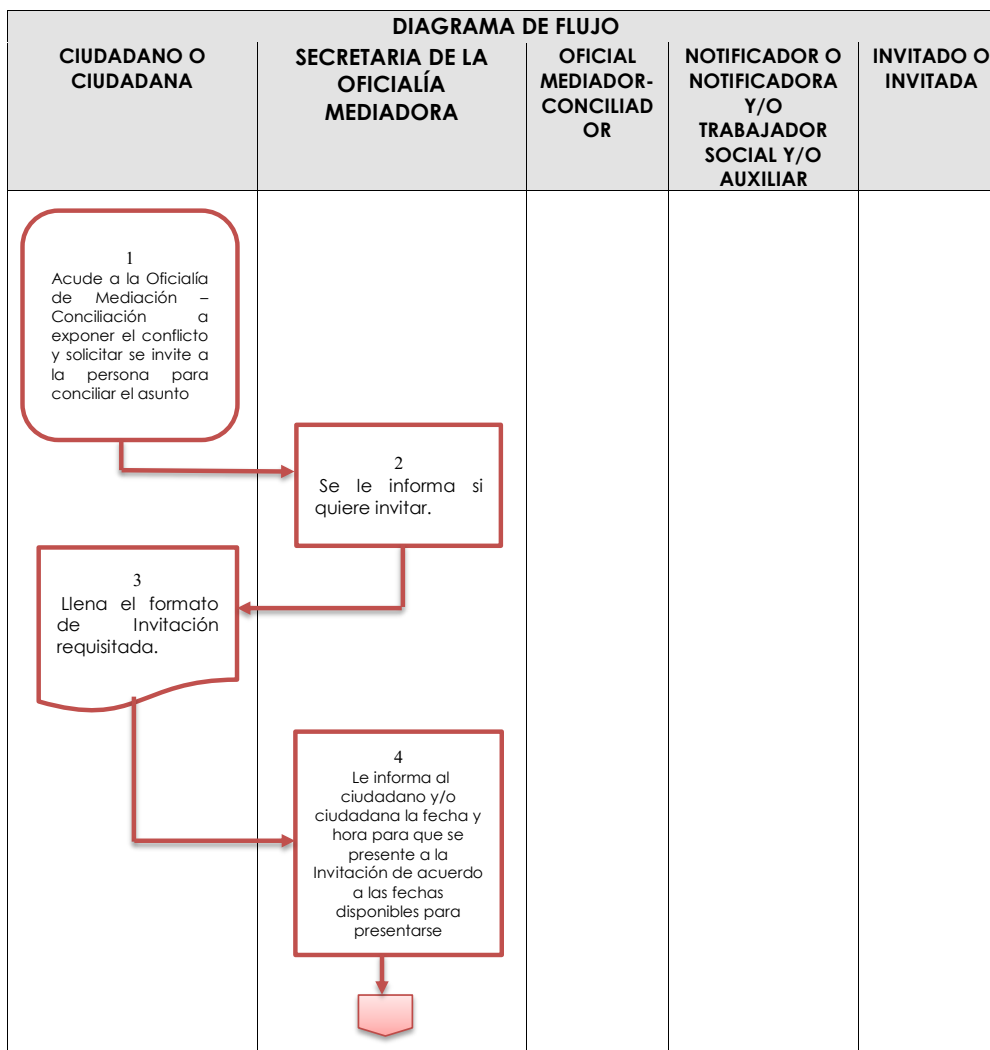 DIAGRAMA DE FLUJO
CIUDADANO O
CIUDADANA
SECRETARIA DE LA
OFICIALÍA
MEDIADORA
OFICIAL
MEDIADOR-
CONCILIAD
OR
NOTIFICADOR O
NOTIFICADORA
Y/O
TRABAJADOR
SOCIAL Y/O
AUXILIAR
INVITADO O
INVITADA
1
Acude a la Oficialía
de Mediación –
Conciliación a
exponer el conflicto
y solicitar se invite a
la persona para
conciliar el asunto
2
Se le informa si
quiere invitar.
3
Llena el formato
de Invitación
requisitada.
4
Le informa al
ciudadano y/o
ciudadana la fecha y
hora para que se
presente a la
Invitación de acuerdo
a las fechas
disponibles para
presentarse